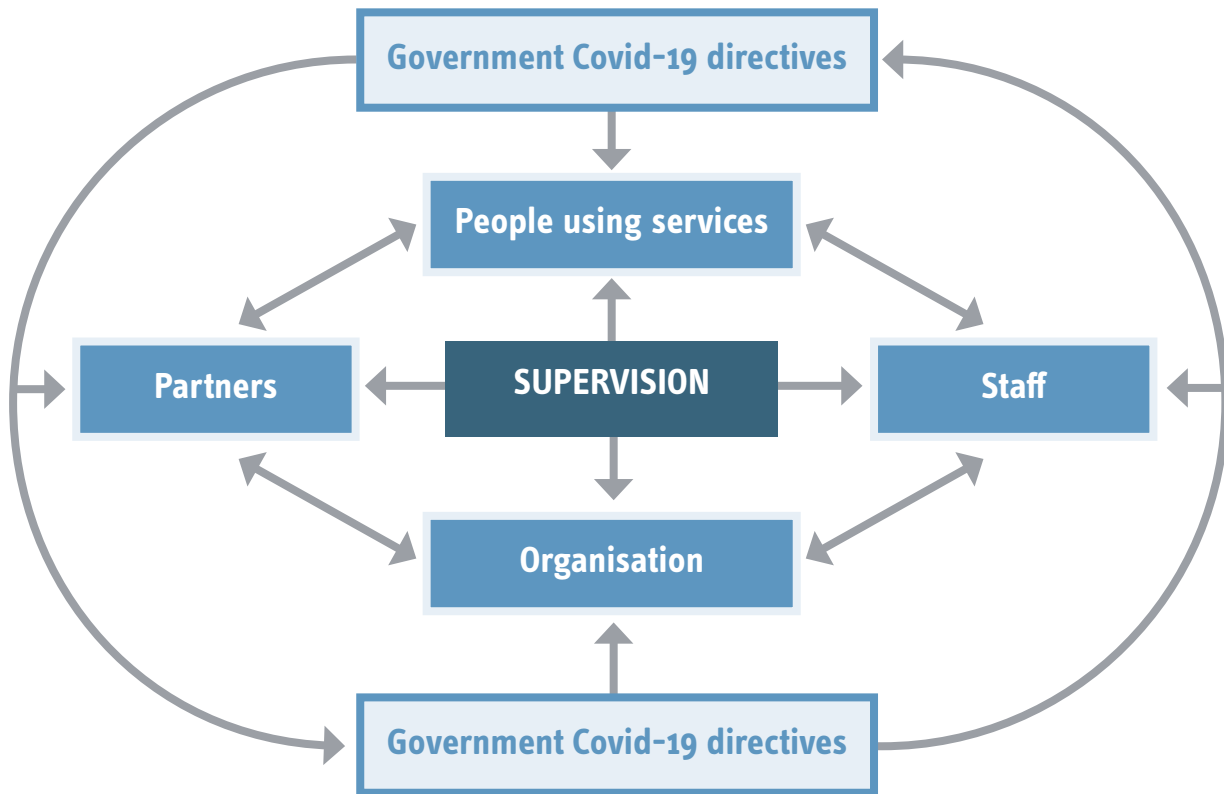 Government Covid-19 directives
People using services
Partners
SUPERVISION
Staff
Organisation
Government Covid-19 directives